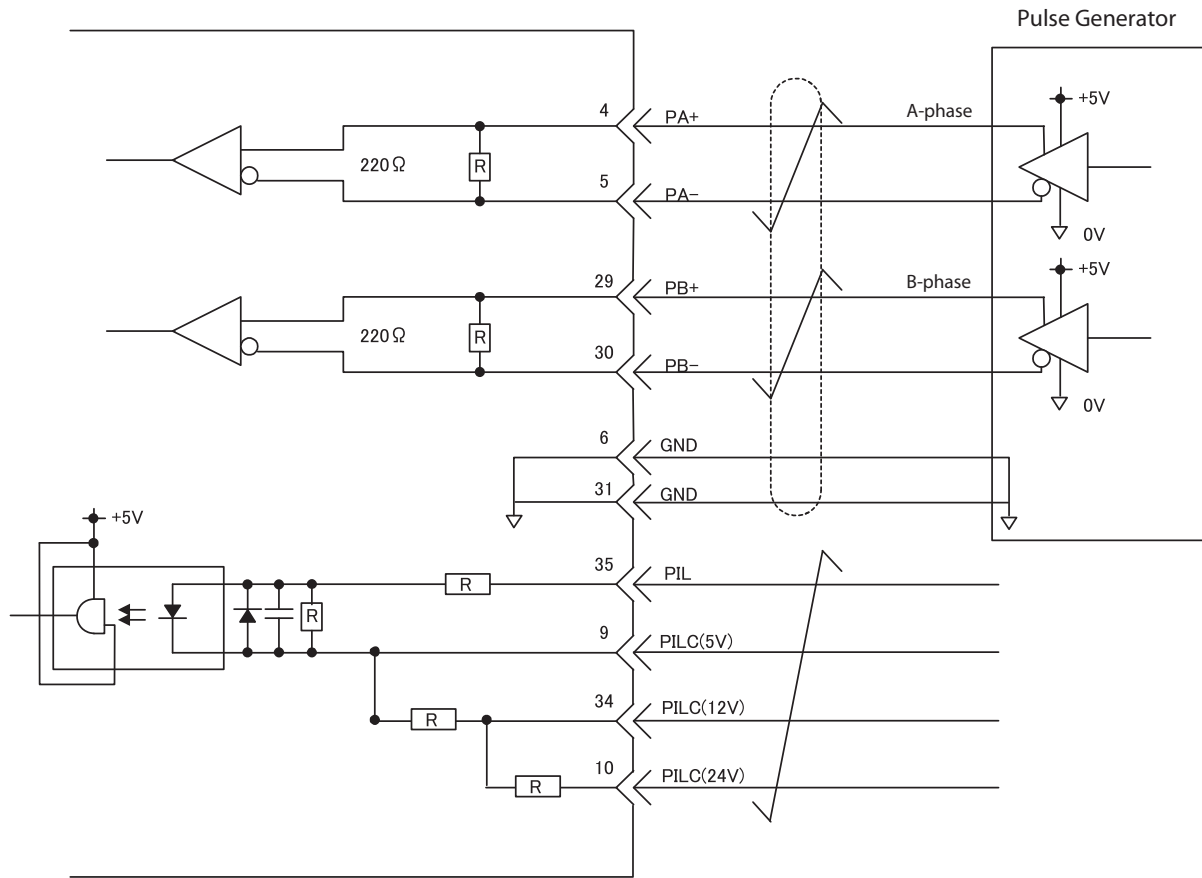 Pulse Generator
+5V
4
PA+
A-phase
220Ω
R
5
PA-
0V
+5V
29
PB+
B-phase
220Ω
R
30
PB-
0V
6
GND
31
GND
+5V
35
PIL
R
R
9
PILC(5V)
34
PILC(12V)
R
10
PILC(24V)
R